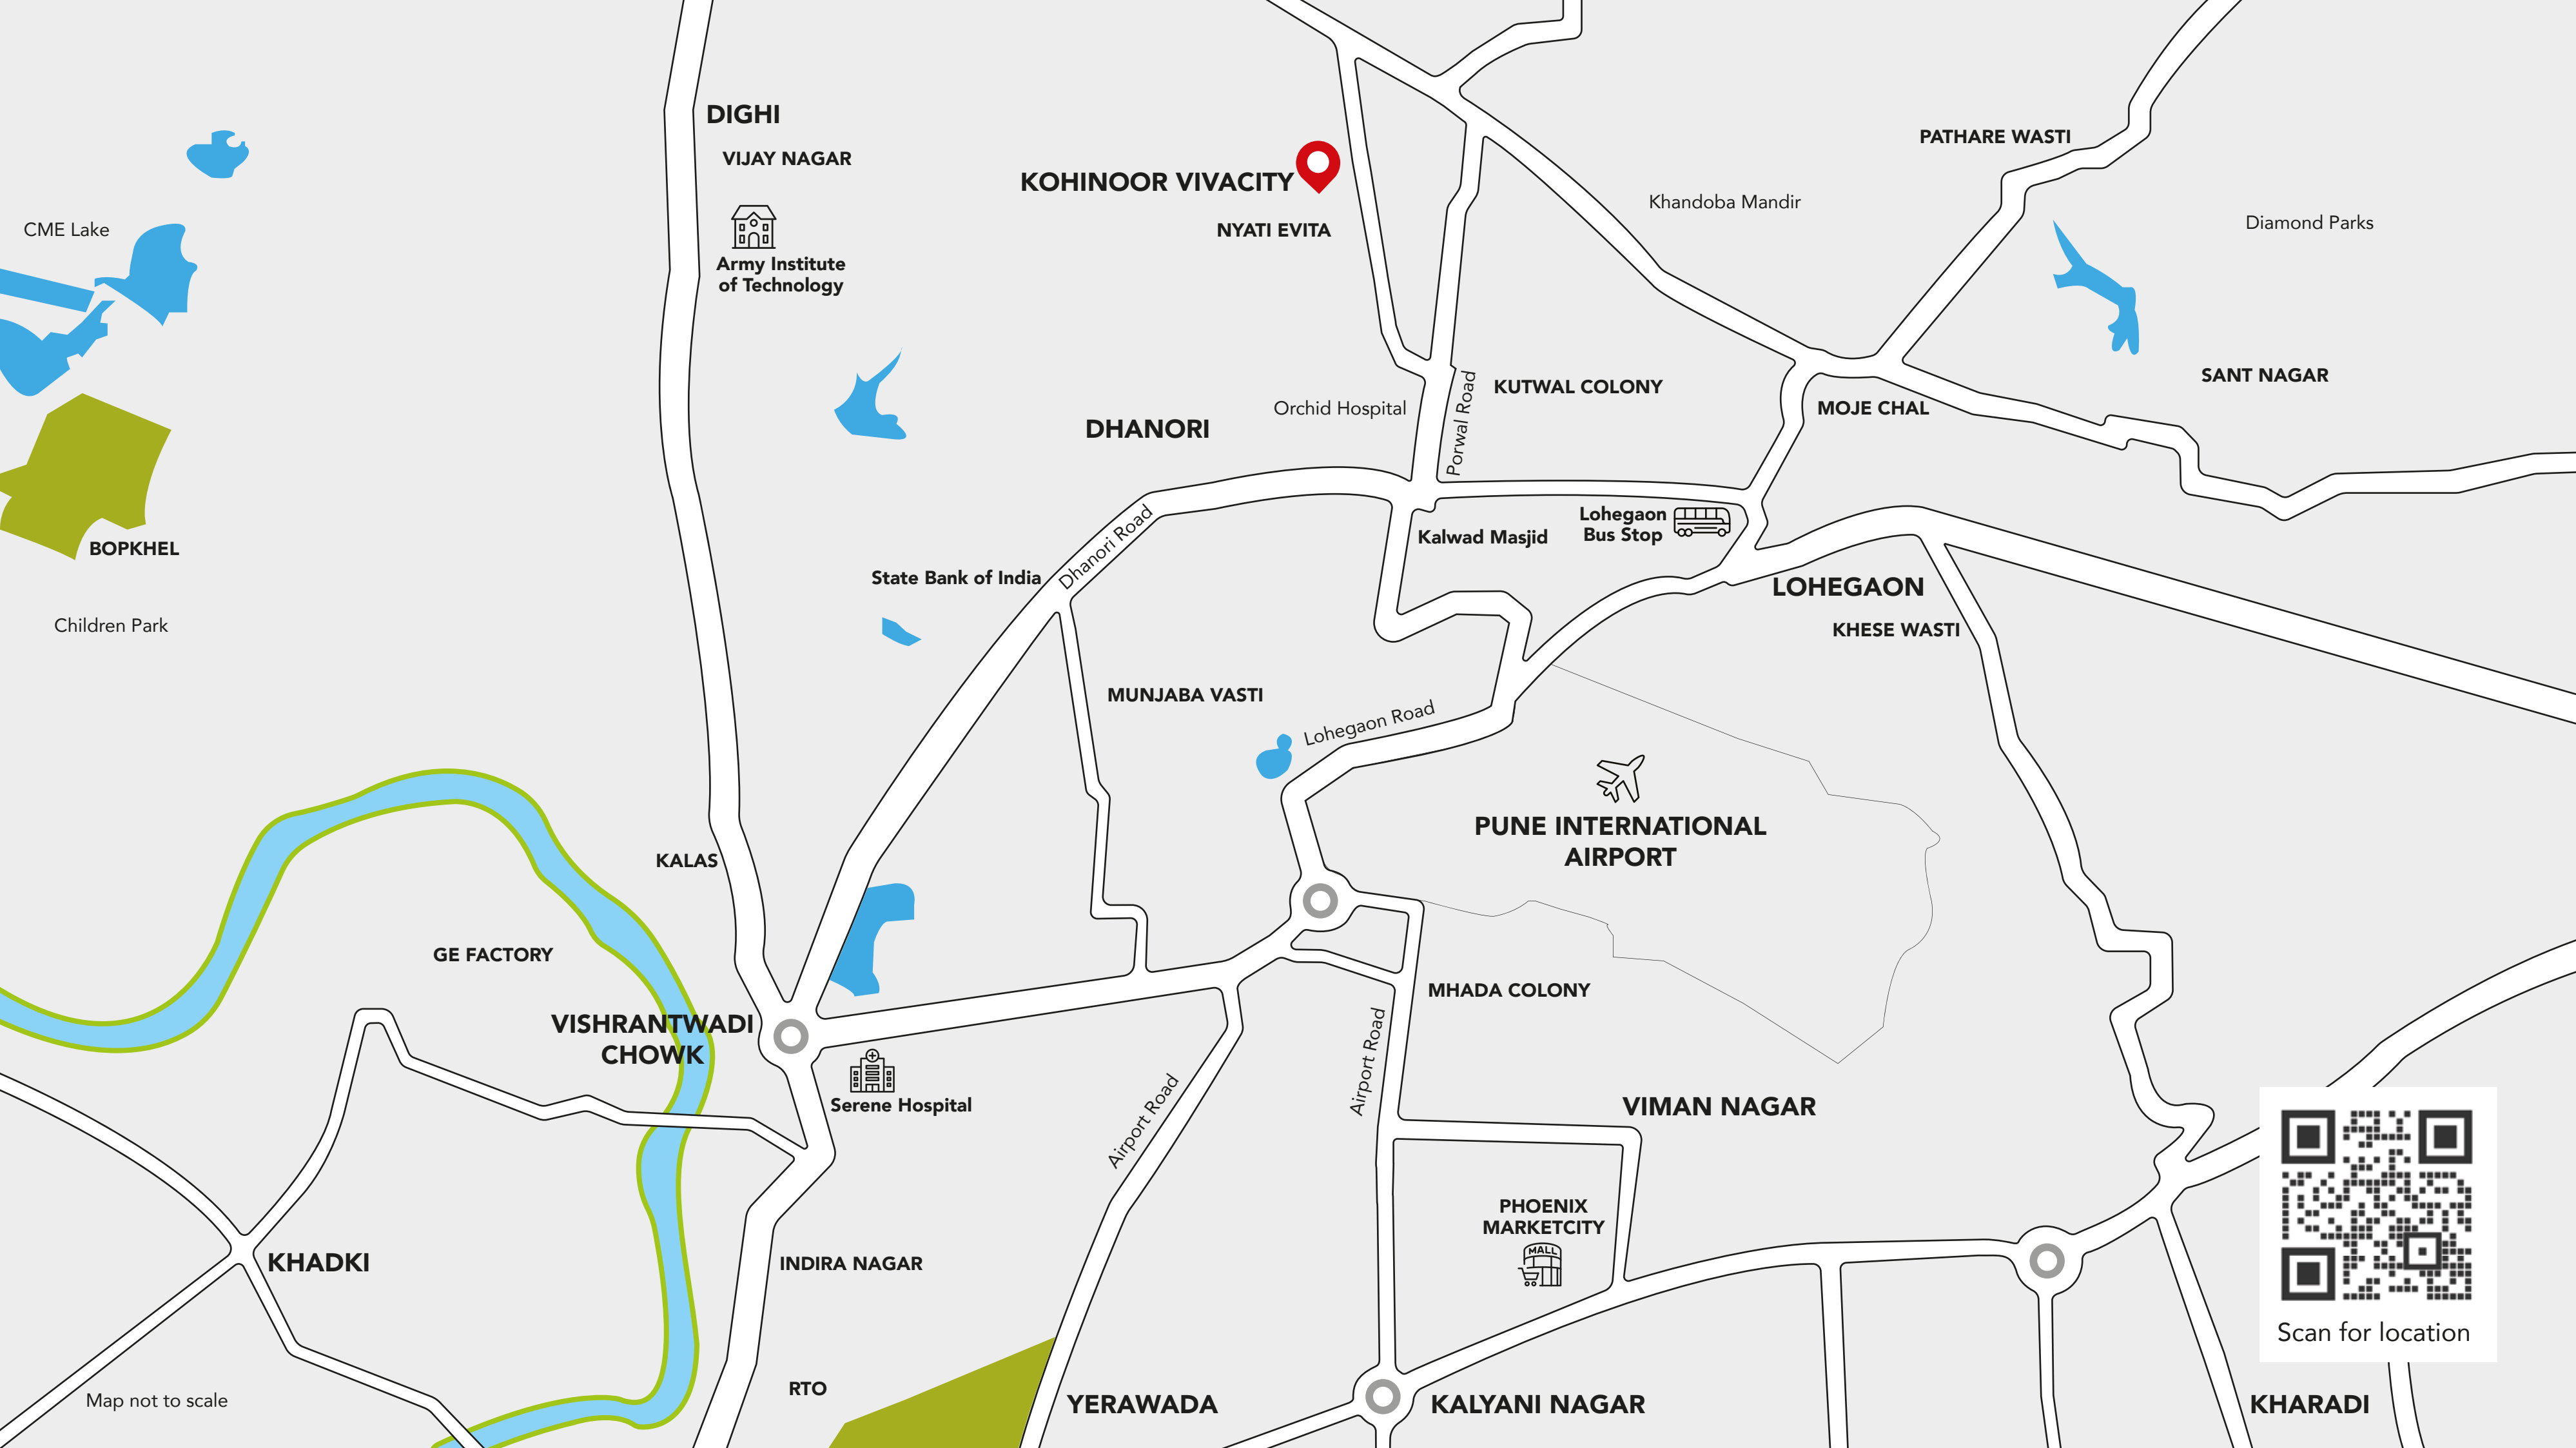 DIGHI
VIJAY NAGAR
PATHARE WASTI
KOHINOOR VIVACITY
Khandoba Mandir
CME Lake
NYATI EVITA
Diamond Parks
Army Institute
of Technology
SANT NAGAR
KUTWAL COLONY
Orchid Hospital
MOJE CHAL
Porwal Road
DHANORI
Lohegaon
Bus Stop
Kalwad Masjid
BOPKHEL
Dhanori Road
State Bank of India
LOHEGAON
Children Park
KHESE WASTI
MUNJABA VASTI
Lohegaon Road
PUNE INTERNATIONAL
AIRPORT
KALAS
GE FACTORY
MHADA COLONY
VISHRANTWADI
CHOWK
Airport Road
Serene Hospital
Airport Road
VIMAN NAGAR
PHOENIX
MARKETCITY
MALL
KHADKI
INDIRA NAGAR
Scan for location
RTO
Map not to scale
YERAWADA
KALYANI NAGAR
KHARADI